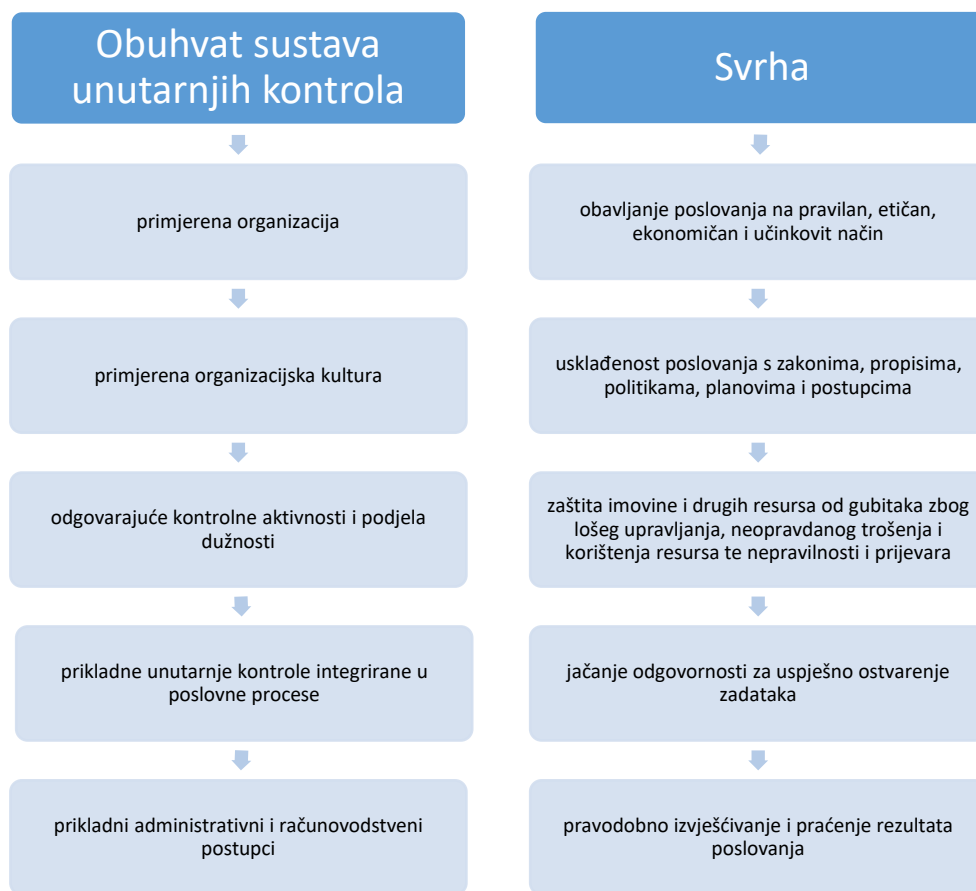 Obuhvat sustava
unutarnjih kontrola
primjerena organizacija
primjerena organizacijska kultura
odgovarajuće kontrolne aktivnosti i podjela
dužnosti
prikladne unutarnje kontrole integrirane u
poslovne procese
prikladni administrativni i računovodstveni
postupci
Svrha
obavljanje poslovanja na pravilan, etičan,
ekonomičan i učinkovit način
usklađenost poslovanja s zakonima, propisima,
politikama, planovima i postupcima
zaštita imovine i drugih resursa od gubitaka zbog
lošeg upravljanja, neopravdanog trošenja i
korištenja resursa te nepravilnosti i prijevara
jačanje odgovornosti za uspješno ostvarenje
zadataka
pravodobno izvješćivanje i praćenje rezultata
poslovanja